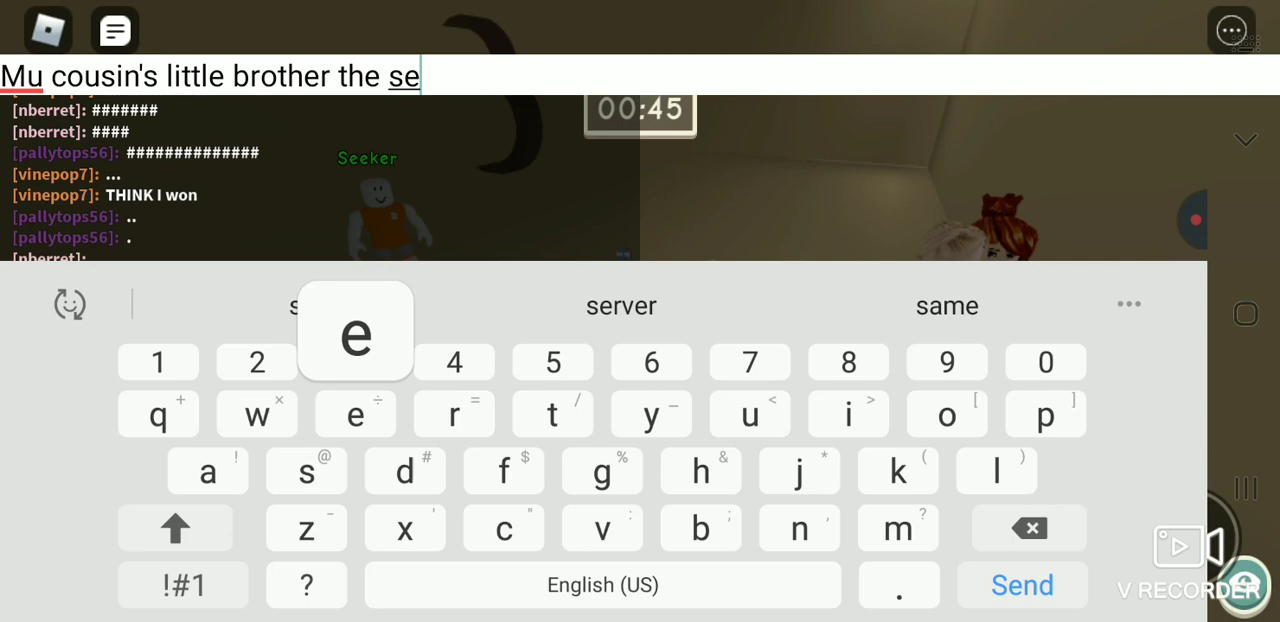 Mu cousin's little brother the se
[nberret]: #######
[nberret]: ####
[pallytops56]: ##############
[vinepop7]: ...
[vinepop7]: THINK I won
[pallytops56]: ..
[pallytops56]: .
[nberret]:
00:45
Seeker
server same
e
1 2 4 5 6 7 8 9 0
q + w × e ÷ r = t / y _ u < i > o [ p ]
a ! s @ d # f $ g % h & j * k ( l )
z - x ' c " v : b ; n , m ?
!#1 ? English (US) . Send
V RECORDER